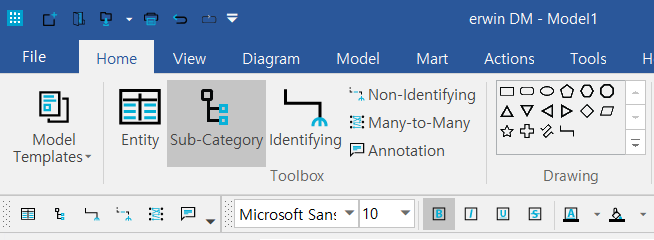 erwin DM - Model1
File Home View Diagram Model Mart Actions Tools
Model Templates Entity Sub-Category Identifying Non-Identifying
Many-to-Many
Annotation
Toolbox Drawing
Microsoft 10 B I U S A